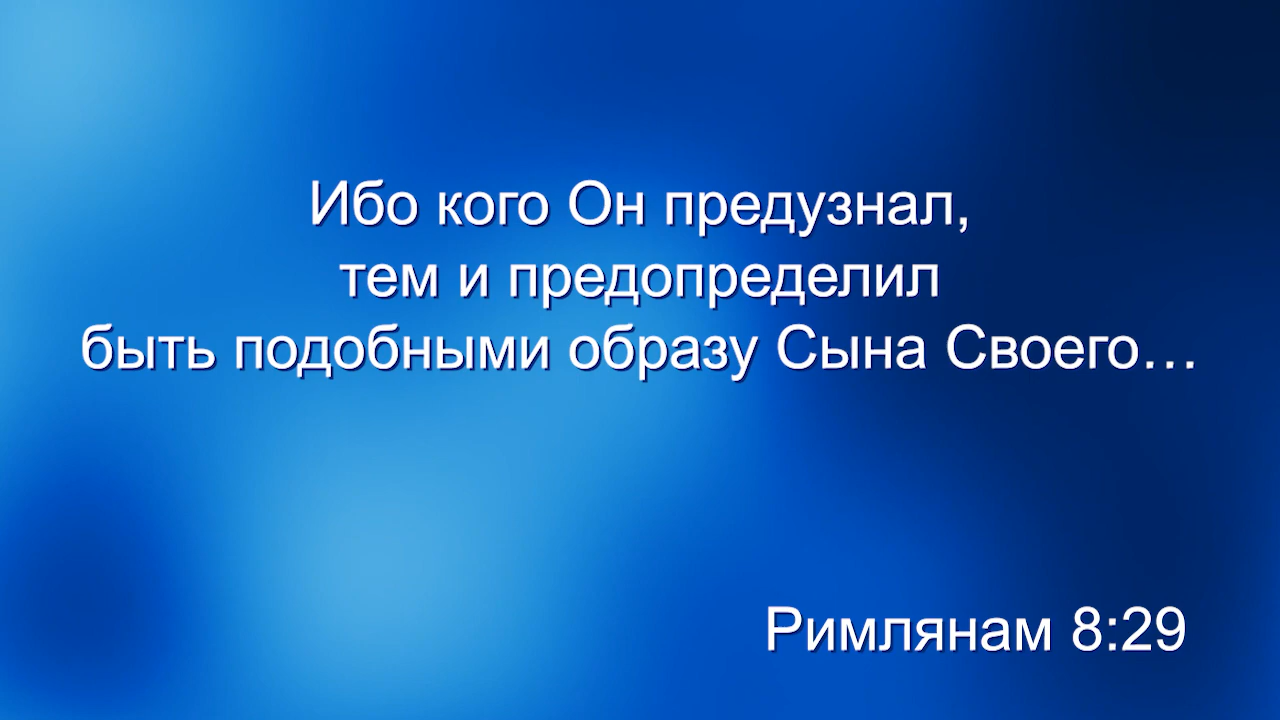 Ибо кого Он предузнал,
тем и предопределил
быть подобными образу Сына Своего…
Римлянам 8:29